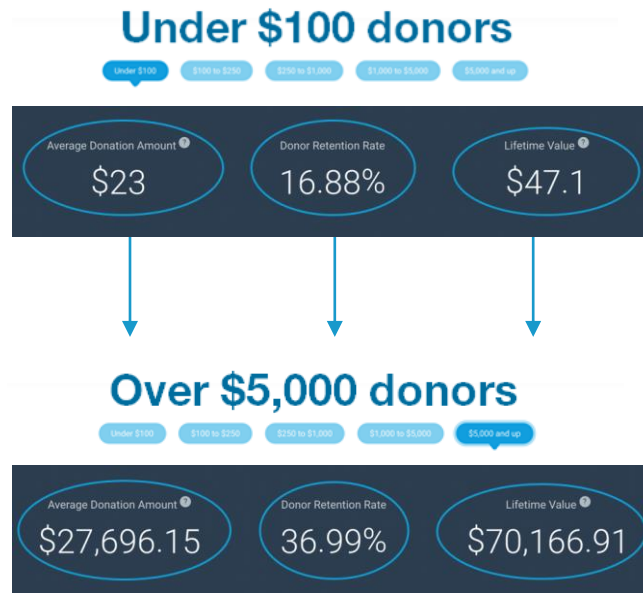 Under $100 donors
Under $100 $100 to $250 $250 to $1,000 $1,000 to $5,000 $5,000 and up
Average Donation Amount ? Donor Retention Rate Lifetime Value ?
$23 16.88% $47.1
Over $5,000 donors
Under $100 $100 to $250 $250 to $1,000 $1,000 to $5,000 $5,000 and up
Average Donation Amount ? Donor Retention Rate Lifetime Value ?
$27,696.15 36.99% $70,166.91